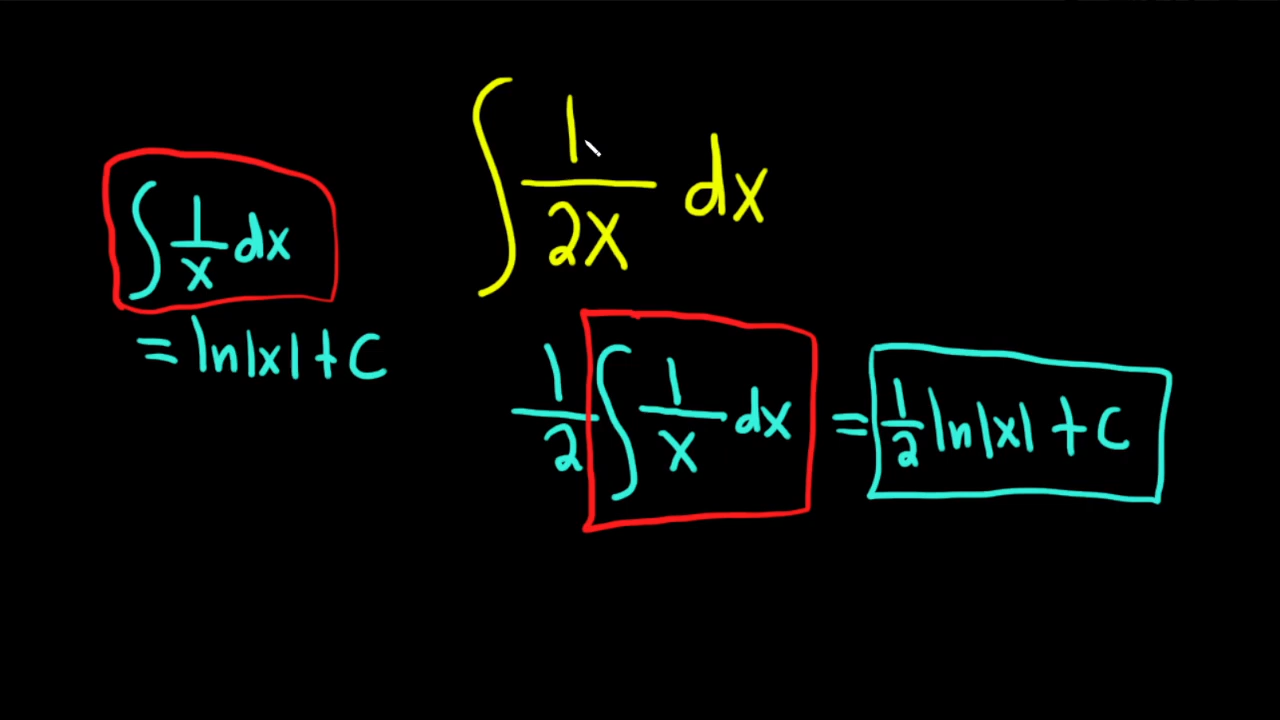 ∫ 1/2x dx
∫ 1/x dx
= ln|x| + C
1/2 ∫ 1/x dx = 1/2 ln|x| + C